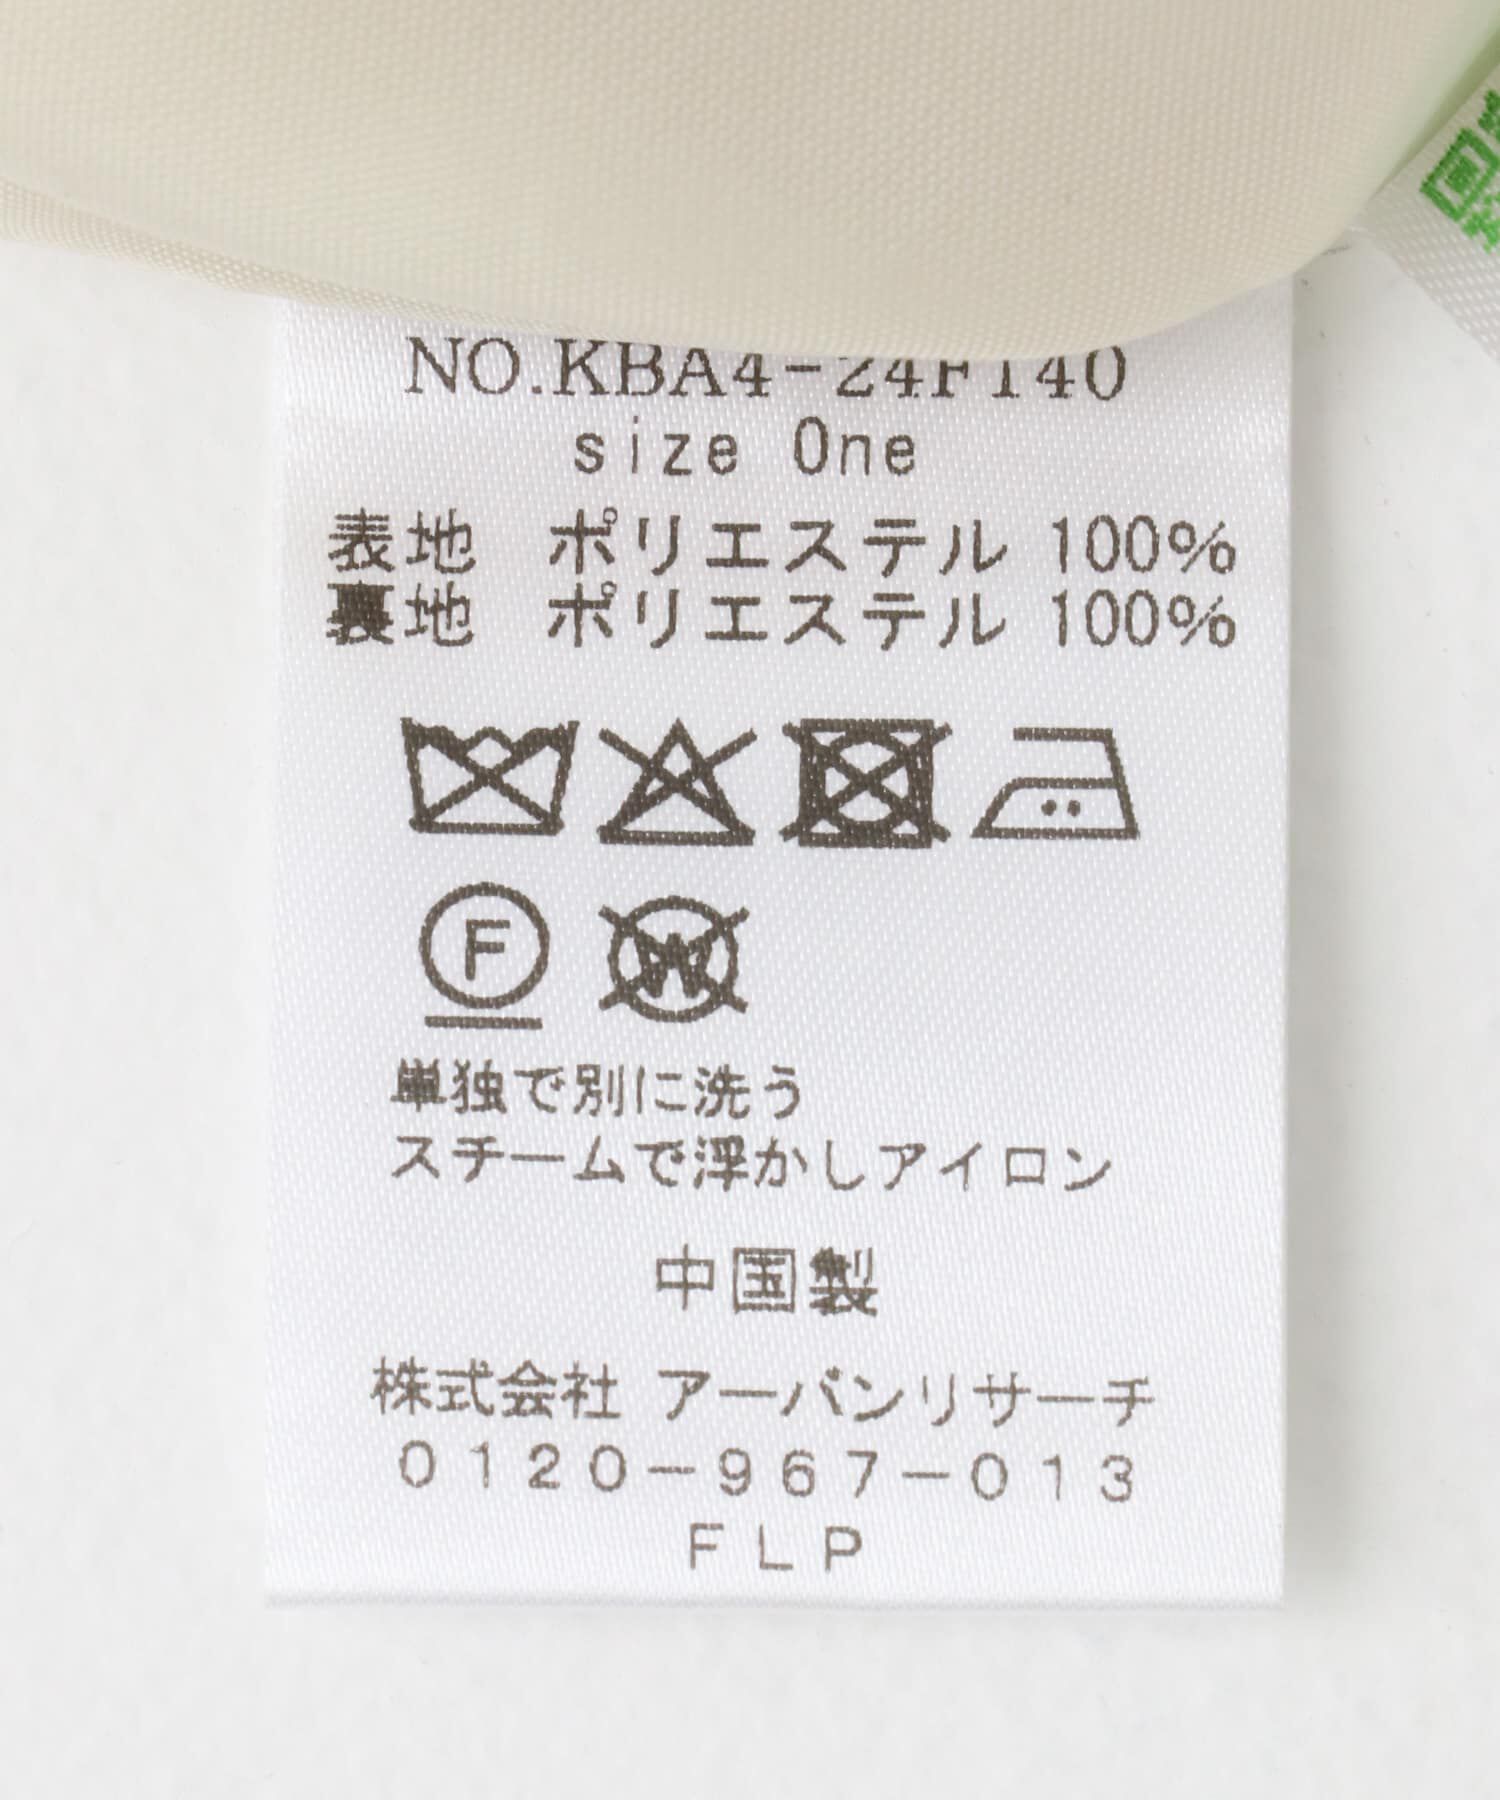 NO.KBA4-24F140
size One
表地 ポリエステル 100%
裏地 ポリエステル 100%
F
W
単独で別に洗う
スチームで浮かしアイロン
中国製
株式会社 アーバンリサーチ
0120-967-013
FLP